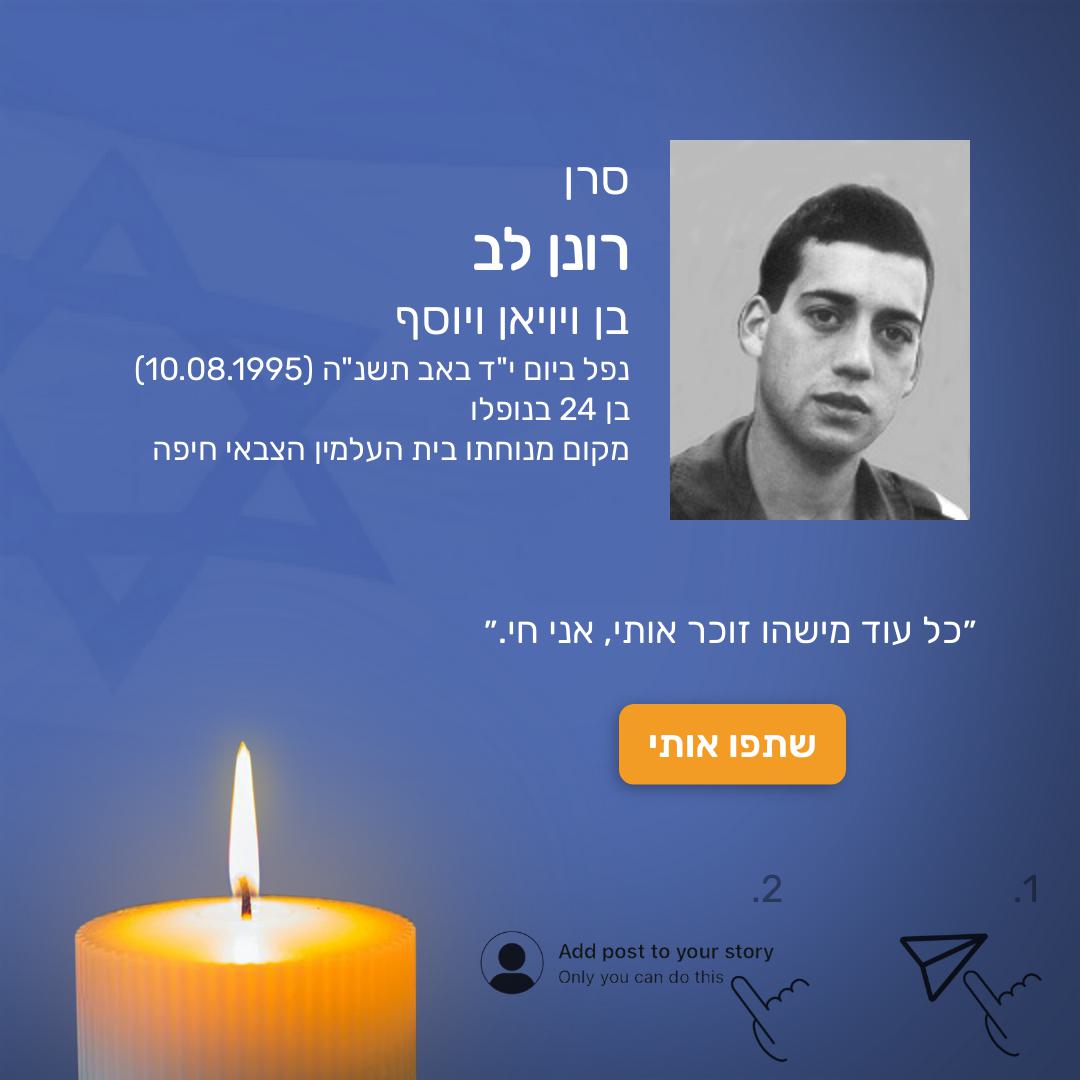 סרן
רונן לב
בן ויויאן ויוסף
נפל ביום י"ד באב תשנ"ה (10.08.1995)
בן 24 בנופלו
מקום מנוחתו בית העלמין הצבאי חיפה
״כל עוד מישהו זוכר אותי, אני חי.״
שתפו אותי
1.
2.
Add post to your story
Only you can do this